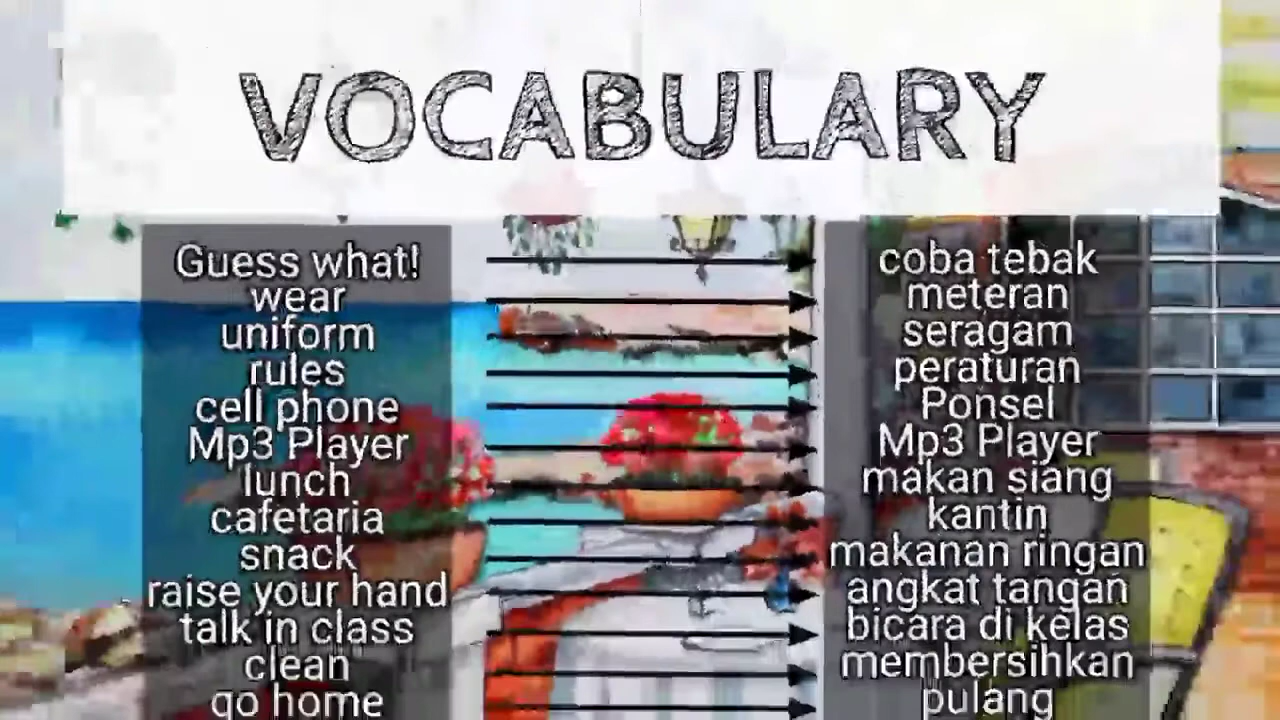 VOCABULARY
Guess what! coba tebak
wear meteran
uniform seragam
rules peraturan
cell phone Ponsel
Mp3 Player Mp3 Player
lunch makan siang
cafetaria kantin
snack makanan ringan
raise your hand angkat tangan
talk in class bicara di kelas
clean membersihkan
go home pulang